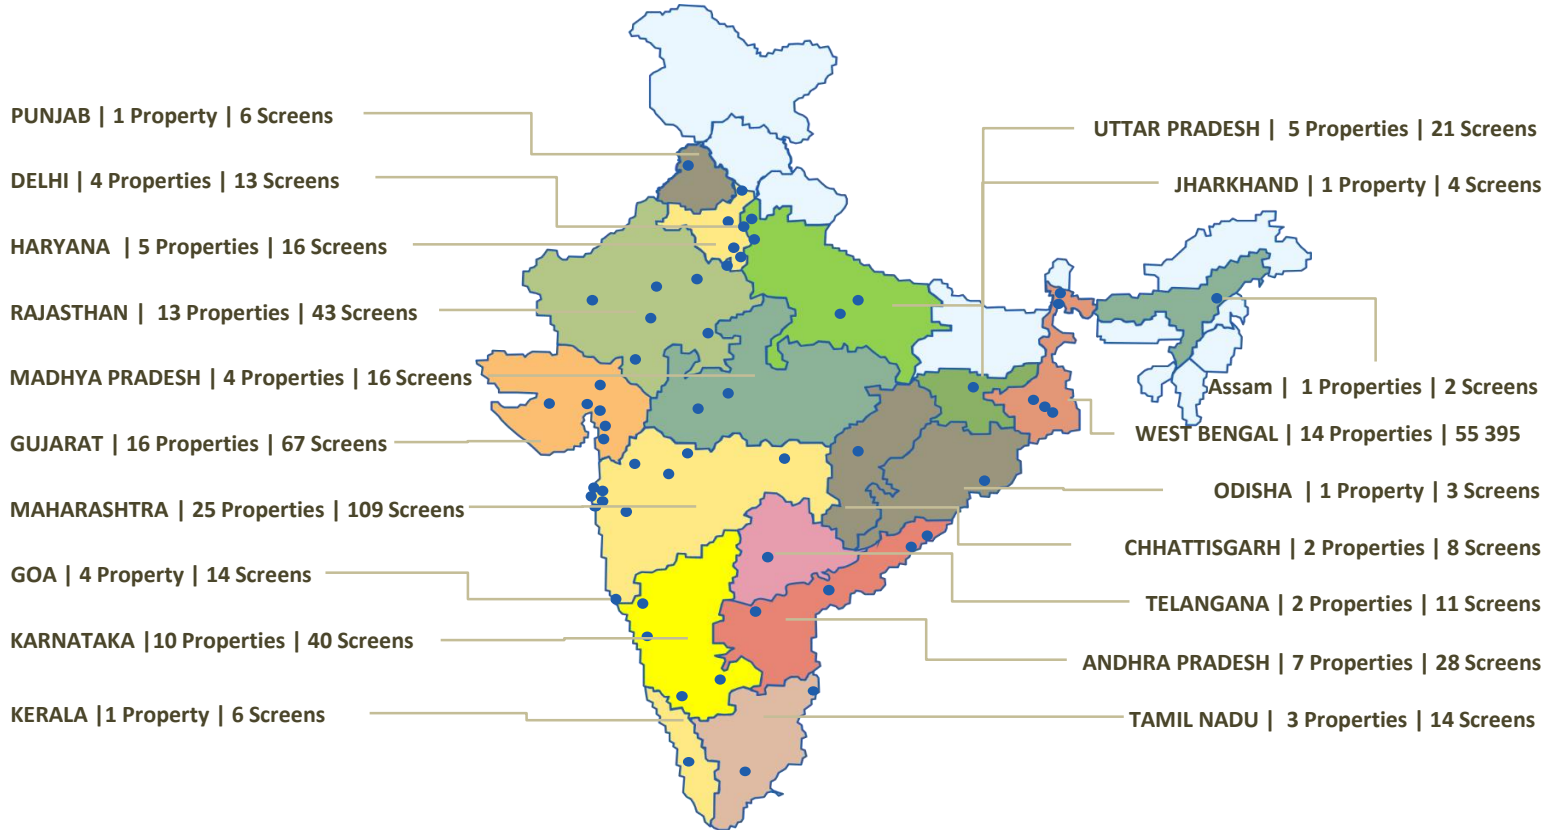 PUNJAB | 1 Property | 6 Screens
DELHI | 4 Properties | 13 Screens
HARYANA | 5 Properties | 16 Screens
RAJASTHAN | 13 Properties | 43 Screens
MADHYA PRADESH | 4 Properties | 16 Screens
GUJARAT | 16 Properties | 67 Screens
MAHARASHTRA | 25 Properties | 109 Screens
GOA | 4 Property | 14 Screens
KARNATAKA |10 Properties | 40 Screens
KERALA |1 Property | 6 Screens
UTTAR PRADESH | 5 Properties | 21 Screens
JHARKHAND | 1 Property | 4 Screens
Assam | 1 Properties | 2 Screens
WEST BENGAL | 14 Properties | 55 395
ODISHA | 1 Property | 3 Screens
CHHATTISGARH | 2 Properties | 8 Screens
TELANGANA | 2 Properties | 11 Screens
ANDHRA PRADESH | 7 Properties | 28 Screens
TAMIL NADU | 3 Properties | 14 Screens